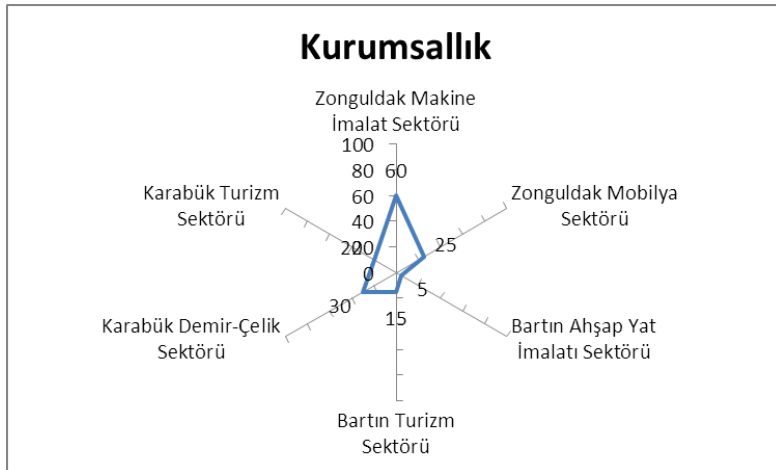 Kurumsallık
Zonguldak Makine
İmalat Sektörü
100
80 60
60
40
20
0
Karabük Turizm
Sektörü
20
Zonguldak Mobilya
Sektörü
25
Karabük Demir-Çelik
Sektörü
30
5
15
Bartın Ahşap Yat
İmalatı Sektörü
Bartın Turizm
Sektörü